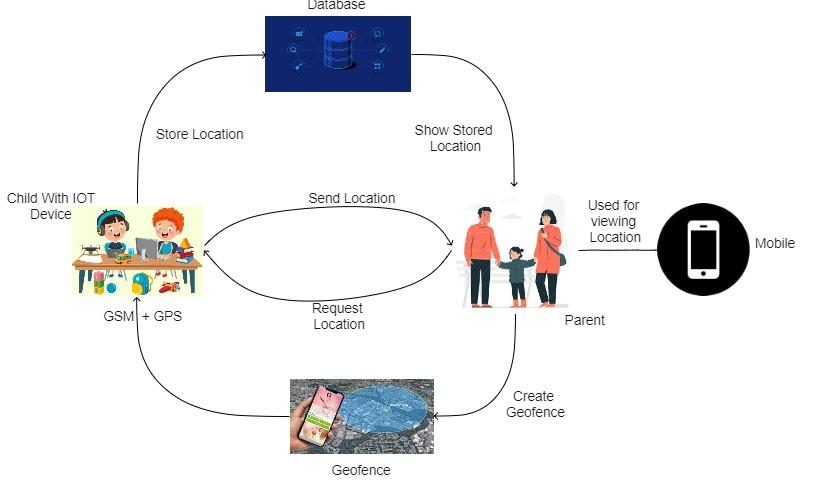 Database
Store Location
Show Stored
Location
Child With IOT
Device
Send Location
Used for
viewing
Location
Mobile
GSM + GPS
Request
Location
Parent
Create
Geofence
Geofence